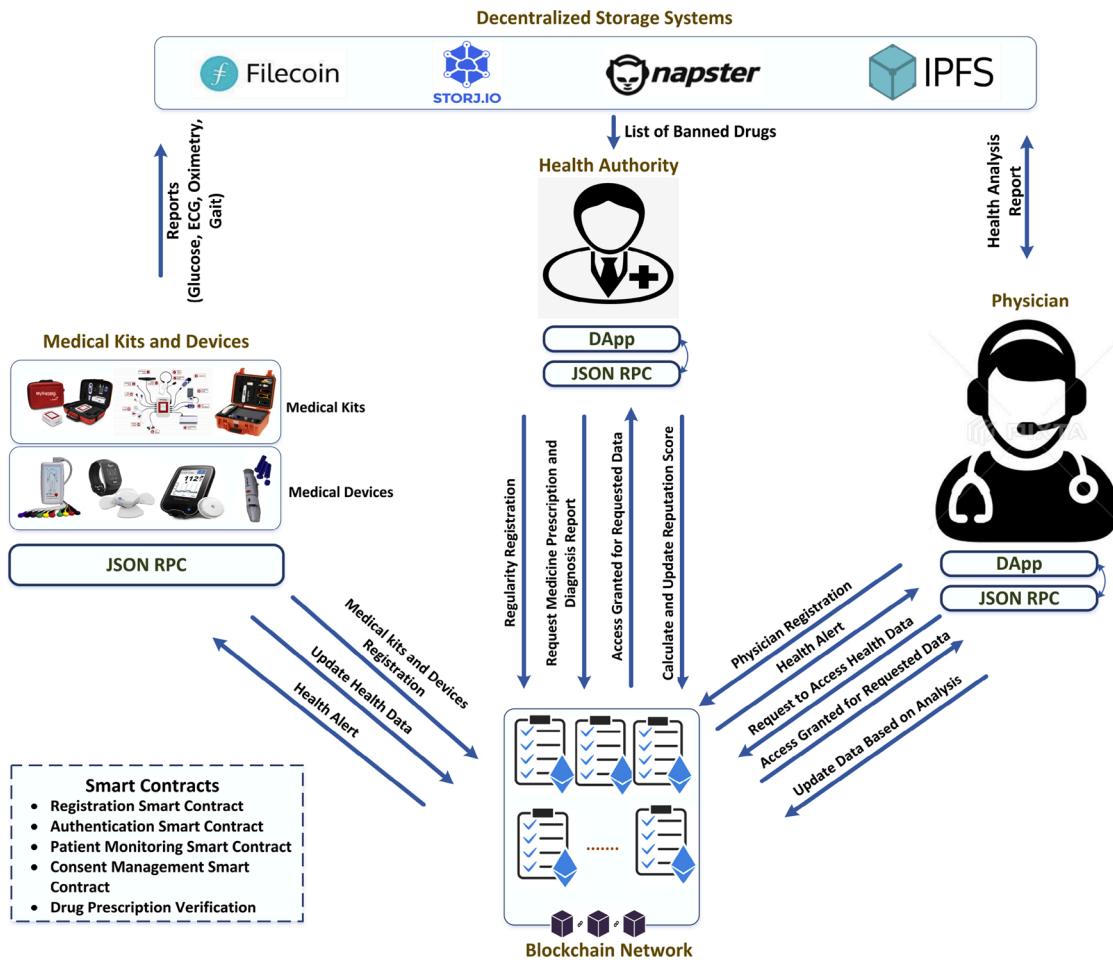 Decentralized Storage Systems
Filecoin
STORJ.IO
napster
IPFS
List of Banned Drugs
Reports
(Glucose, ECG, Oximetry,
Gait)
Health Analysis
Report
Health Authority
DApp
JSON RPC
Physician
PIXTA
DApp
JSON RPC
Medical Kits and Devices
Medical Kits
Medical Devices
JSON RPC
Regularity Registration
Request Medicine Prescription and
Diagnosis Report
Access Granted for Requested Data
Calculate and Update Reputation Score
Medical kits and Devices
Registration
Update Health Data
Health Alert
Physician Registration
Health Alert
Request to Access Health Data
Access Granted for Requested Data
Update Data Based on Analysis
Smart Contracts
• Registration Smart Contract
• Authentication Smart Contract
• Patient Monitoring Smart Contract
• Consent Management Smart
Contract
• Drug Prescription Verification
.......
Blockchain Network